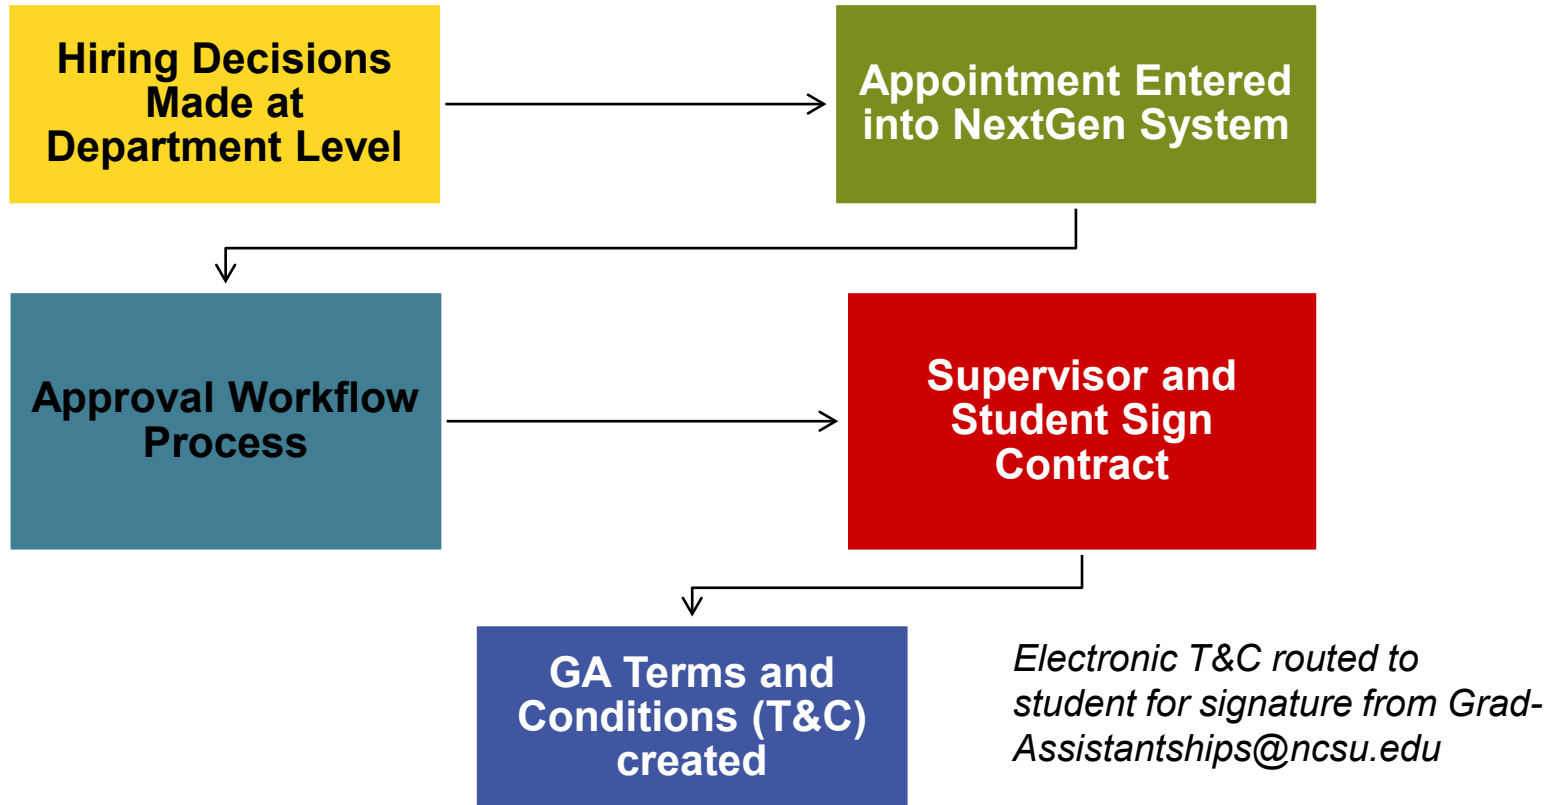 Hiring Decisions
Made at
Department Level
Appointment Entered
into NextGen System
Approval Workflow
Process
Supervisor and
Student Sign
Contract
GA Terms and
Conditions (T&C)
created
Electronic T&C routed to
student for signature from Grad-
Assistantships@ncsu.edu